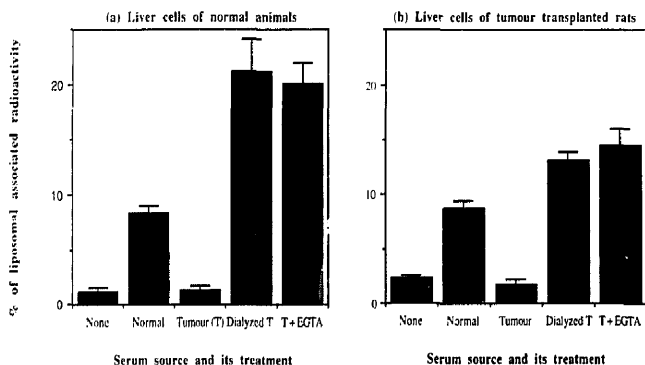 (a) Liver cells of normal animals
(b) Liver cells of tumour transplanted rats
% of liposomal associated radioactivity
20
10
0
None Normal Tumour (T) Dialyzed T T + EGTA
Serum source and its treatment
20
10
0
None Normal Tumour Dialyzed T T + EGTA
Serum source and its treatment